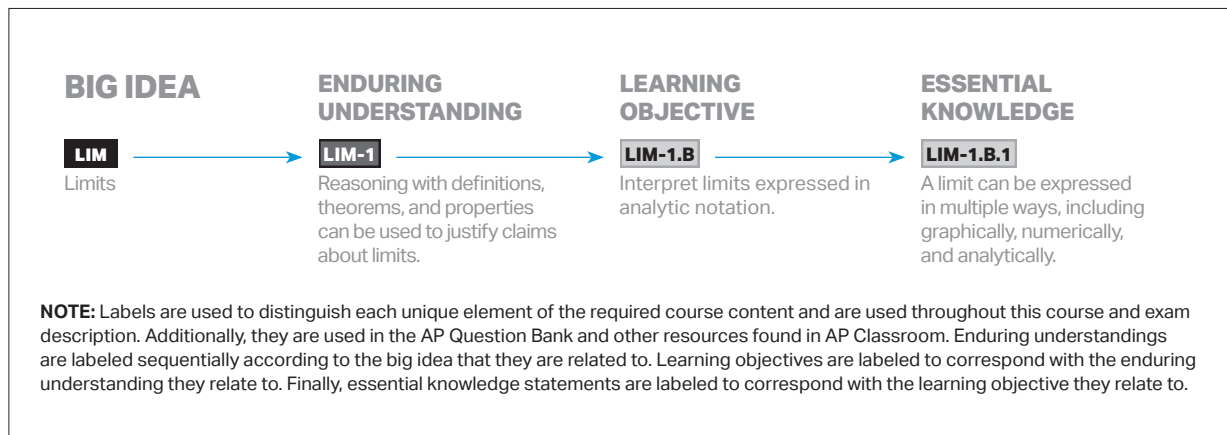 BIG IDEA
LIM
Limits
ENDURING
UNDERSTANDING
LIM-1
Reasoning with definitions,
theorems, and properties
can be used to justify claims
about limits.
LEARNING
OBJECTIVE
LIM-1.B
Interpret limits expressed in
analytic notation.
ESSENTIAL
KNOWLEDGE
LIM-1.B.1
A limit can be expressed
in multiple ways, including
graphically, numerically,
and analytically.
NOTE: Labels are used to distinguish each unique element of the required course content and are used throughout this course and exam
description. Additionally, they are used in the AP Question Bank and other resources found in AP Classroom. Enduring understandings
are labeled sequentially according to the big idea that they are related to. Learning objectives are labeled to correspond with the enduring
understanding they relate to. Finally, essential knowledge statements are labeled to correspond with the learning objective they relate to.